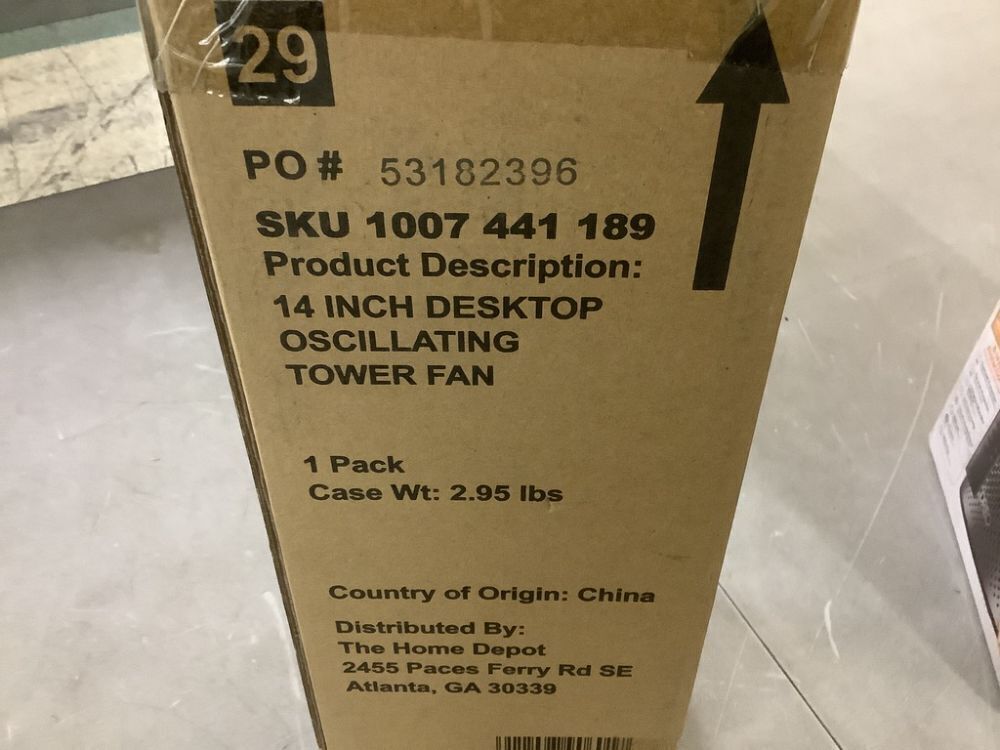 29
PO # 53182396
SKU 1007 441 189
Product Description:
14 INCH DESKTOP
OSCILLATING
TOWER FAN
1 Pack
Case Wt: 2.95 lbs
Country of Origin: China
Distributed By:
The Home Depot
2455 Paces Ferry Rd SE
Atlanta, GA 30339